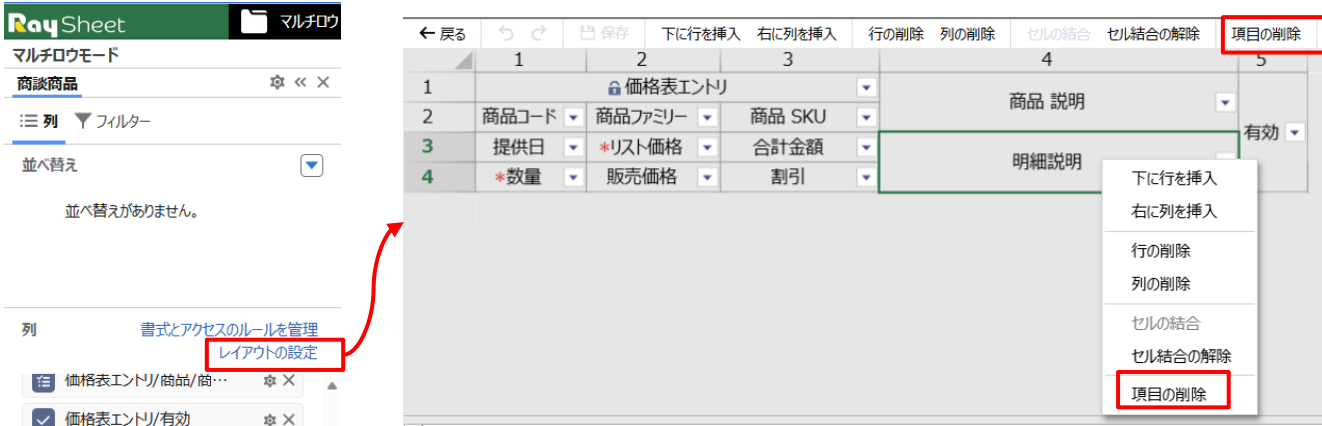 RaySheet
マルチロウ
マルチロウモード
商談商品
列 フィルター
並べ替え
並べ替えがありません。
列 書式とアクセスのルールを管理
レイアウトの設定
価格表エントリ/商品/商…
価格表エントリ/有効
← 戻る 保存 下に行を挿入 右に列を挿入 行の削除 列の削除 セルの結合 セル結合の解除 項目の削除
1 2 3 4 5
1 価格表エントリ 商品 説明 有効
2 商品コード 商品ファミリー 商品 SKU
3 提供日 *リスト価格 合計金額 明細説明
4 *数量 販売価格 割引
下に行を挿入
右に列を挿入
行の削除
列の削除
セルの結合
セル結合の解除
項目の削除